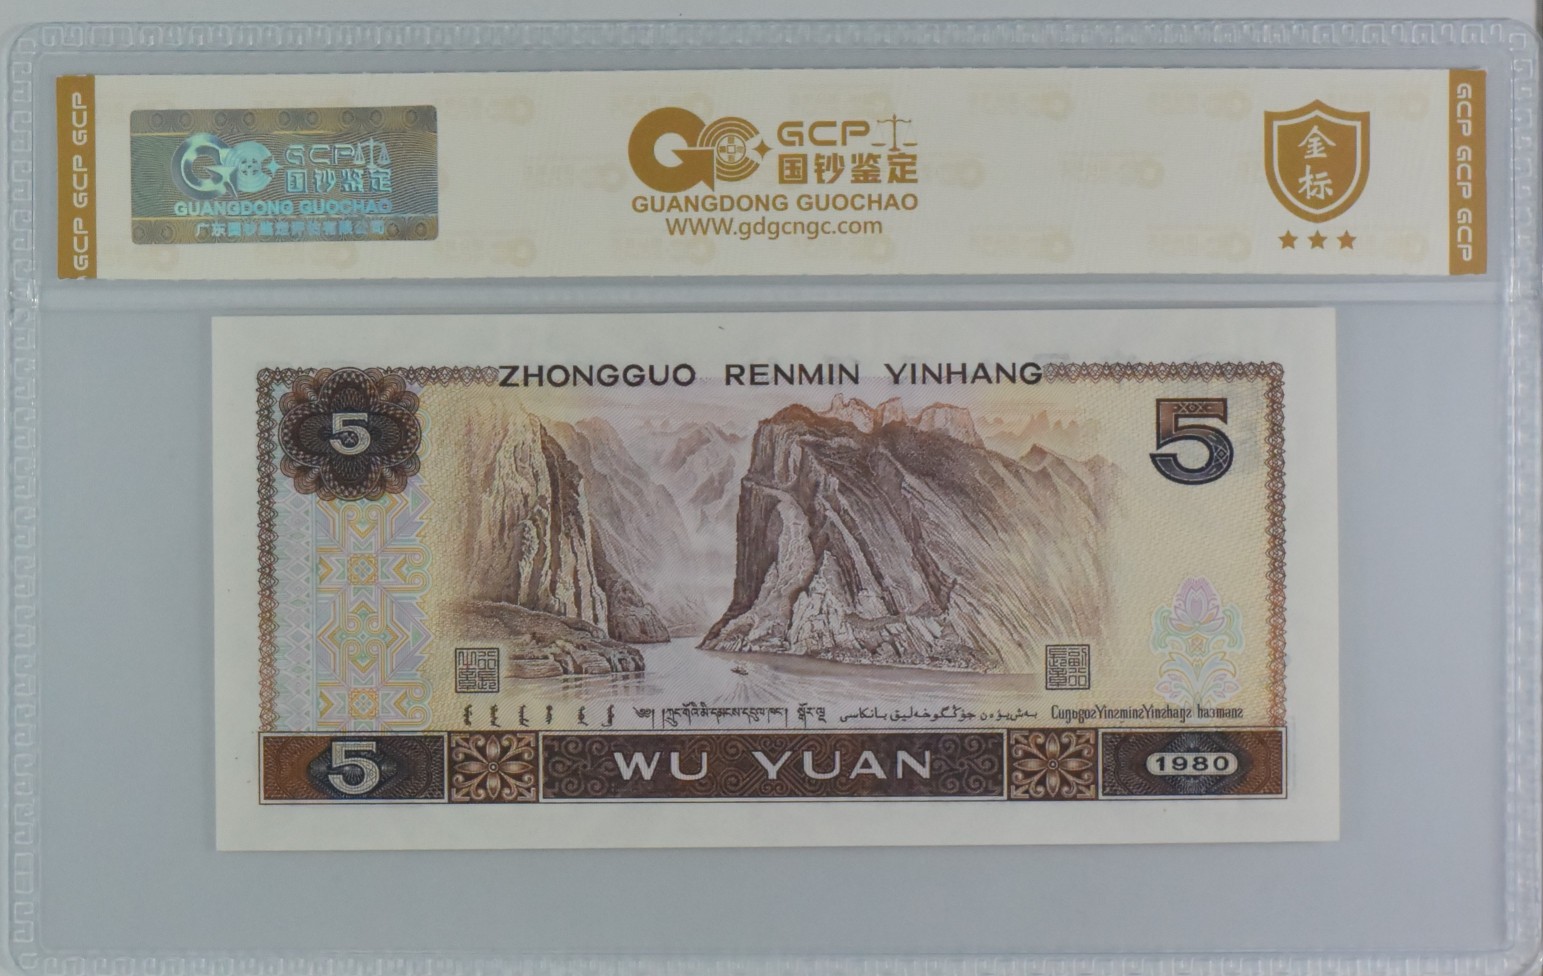 GCP GCP GCP
GCP
国钞鉴定
GUANGDONG GUOCHAO
广东国钞鉴定评估有限公司
GCP
国钞鉴定
GUANGDONG GUOCHAO
WWW.gdgcngc.com
金
标
GCP GCP GCP
ZHONGGUO RENMIN YINHANG
5
5
5
WU YUAN
1980